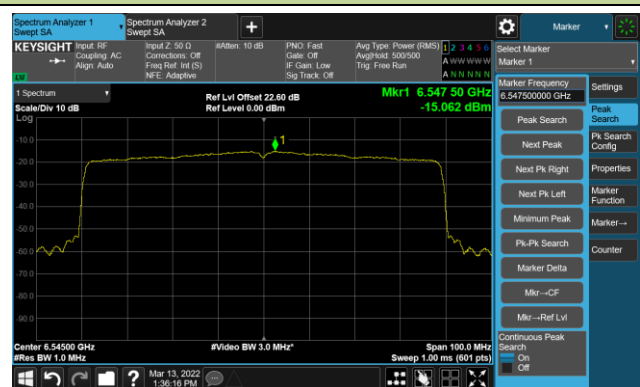 Spectrum Analyzer 1
Swept SA
Spectrum Analyzer 2
Swept SA
Marker
KEYSIGHT
Input: RF
Coupling: AC
Align: Auto
Input Z: 50 Ω
Corrections: Off
Freq Ref: Int (S)
NFE: Adaptive
#Atten: 10 dB
PNO: Fast
Gate: Off
IF Gain: Low
Sig Track: Off
Avg Type: Power (RMS)
Avg|Hold: 500/500
Trig: Free Run
1 2 3 4 5 6
A W W W W W
A N N N N N
LW
Select Marker
Marker 1
1 Spectrum
Scale/Div 10 dB
Ref Lvl Offset 22.60 dB
Ref Level 0.00 dBm
Mkr1 6.547 50 GHz
-15.062 dBm
Log
-10.0
-20.0
-30.0
-40.0
-50.0
-60.0
-70.0
-80.0
-90.0
1
Center 6.54500 GHz
#Res BW 1.0 MHz
#Video BW 3.0 MHz*
Span 100.0 MHz
Sweep 1.00 ms (601 pts)
Marker Frequency
6.547500000 GHz
Peak Search
Next Peak
Next Pk Right
Next Pk Left
Minimum Peak
Pk-Pk Search
Marker Delta
Mkr→CF
Mkr→Ref Lvl
Continuous Peak
Search
On
Off
Settings
Peak
Search
Pk Search
Config
Properties
Marker
Function
Marker→
Counter
Mar 13, 2022
1:36:16 PM